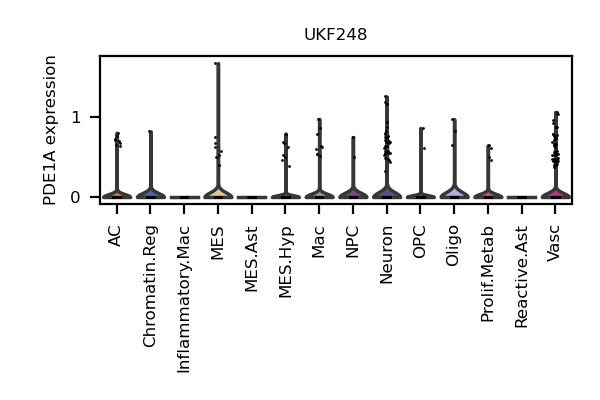 UKF248
PDE1A expression
1
0
AC
Chromatin.Reg
Inflammatory.Mac
MES
MES.Ast
MES.Hyp
Mac
NPC
Neuron
OPC
Oligo
Prolif.Metab
Reactive.Ast
Vasc